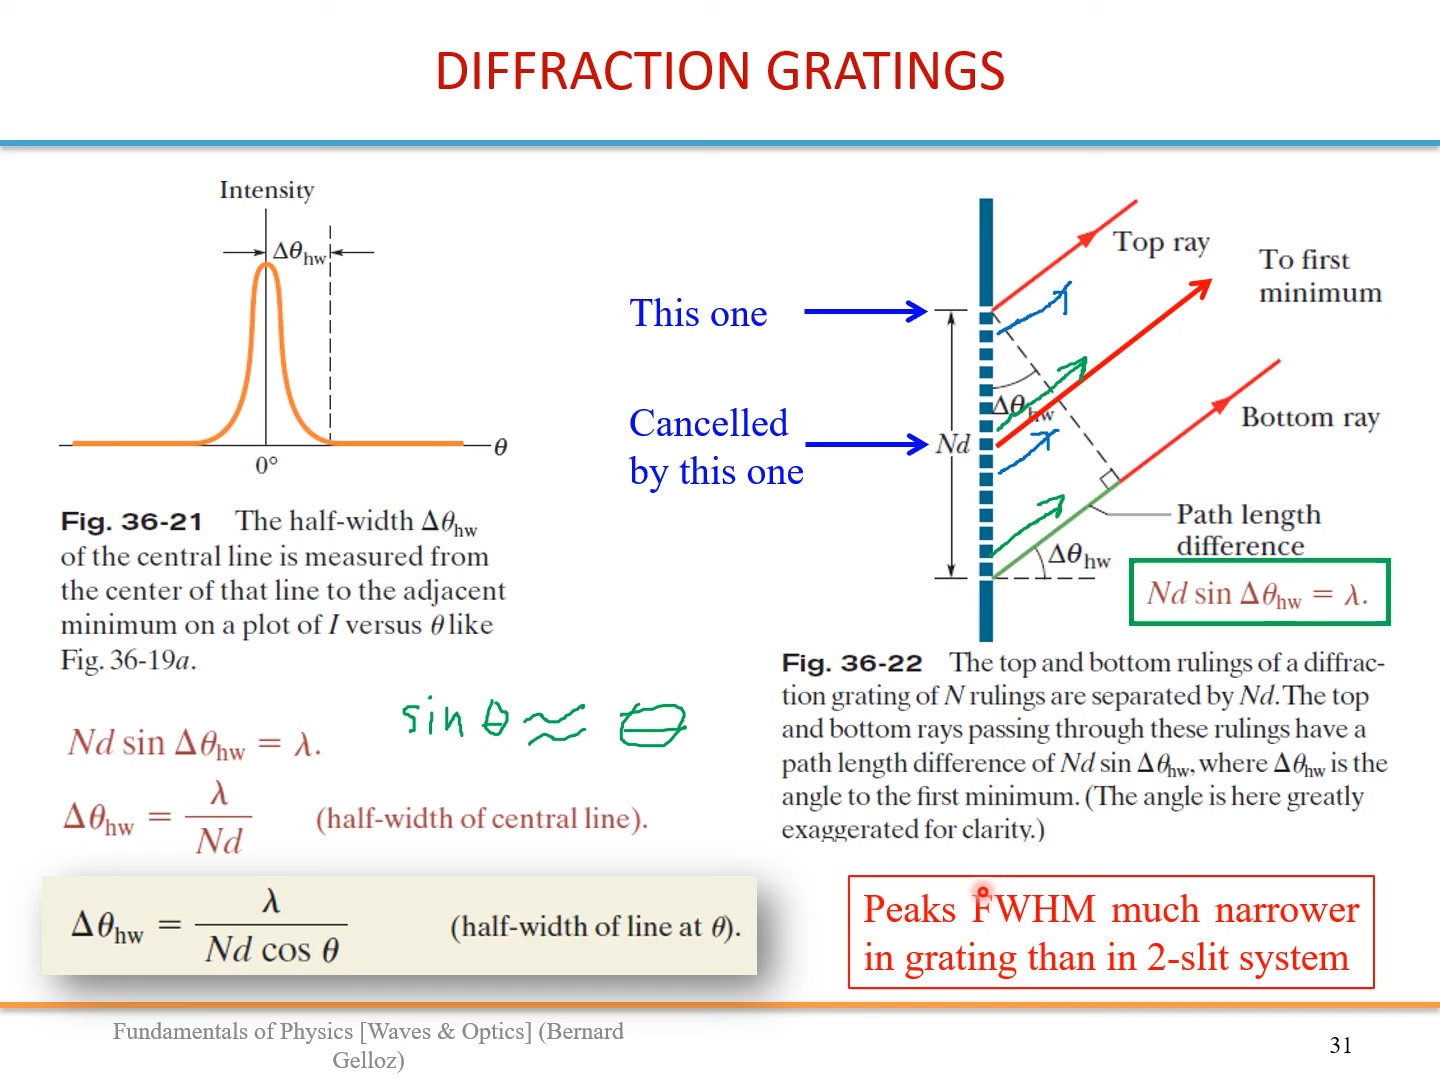 DIFFRACTION GRATINGS
Intensity
Δθhw
θ
0°
Fig. 36-21 The half-width Δθhw
of the central line is measured from
the center of that line to the adjacent
minimum on a plot of I versus θ like
Fig. 36-19a.
Nd sin Δθhw = λ.
sin θ ≈ θ
Δθhw = λ / Nd (half-width of central line).
Δθhw = λ / Nd cos θ (half-width of line at θ).
This one
Cancelled
by this one
Top ray
To first
minimum
Δθhw
Nd
Bottom ray
Path length
difference
Δθhw
Nd sin Δθhw = λ.
Fig. 36-22 The top and bottom rulings of a diffrac-
tion grating of N rulings are separated by Nd. The top
and bottom rays passing through these rulings have a
path length difference of Nd sin Δθhw, where Δθhw is the
angle to the first minimum. (The angle is here greatly
exaggerated for clarity.)
Peaks FWHM much narrower
in grating than in 2-slit system
Fundamentals of Physics [Waves & Optics] (Bernard
Gelloz)
31